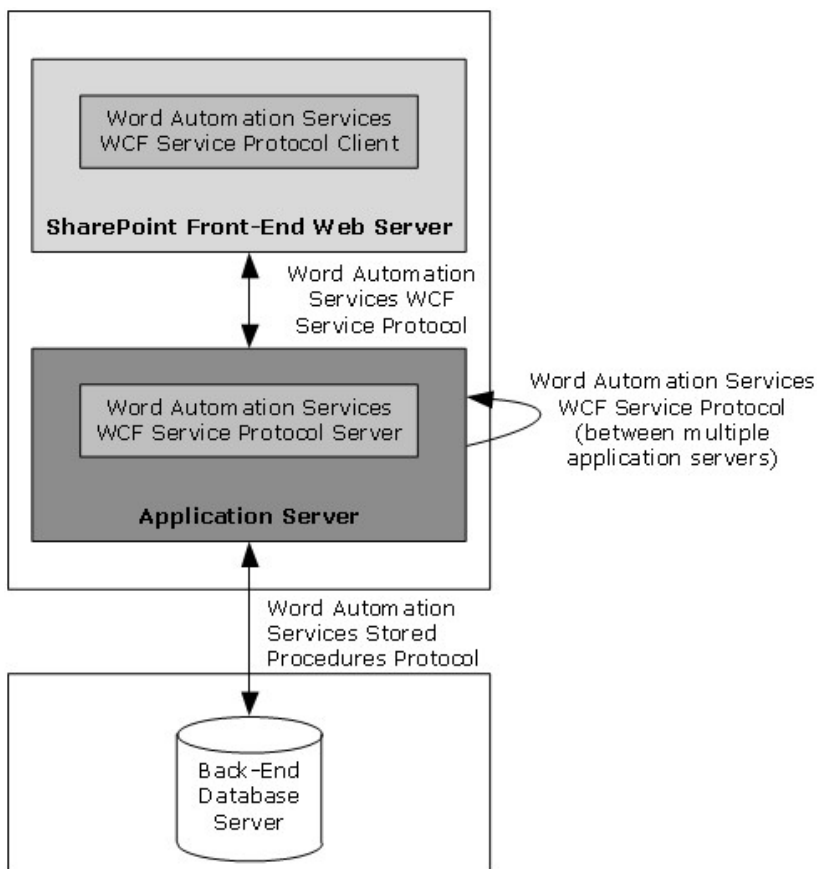 Word Automation Services
WCF Service Protocol Client
SharePoint Front-End Web Server
Word Automation
Services WCF
Service Protocol
Word Automation Services
WCF Service Protocol Server
Application Server
Word Automation Services
WCF Service Protocol
(between multiple
application servers)
Word Automation
Services Stored
Procedures Protocol
Back-End
Database
Server